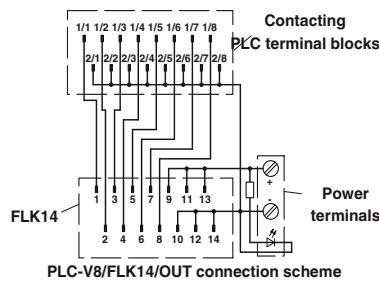 Contacting
PLC terminal blocks
1/1 1/2 1/3 1/4 1/5 1/6 1/7 1/8
2/1 2/2 2/3 2/4 2/5 2/6 2/7 2/8
1 3 5 7 9 11 13
+
-
Power
terminals
FLK14
2 4 6 8 10 12 14
PLC-V8/FLK14/OUT connection scheme